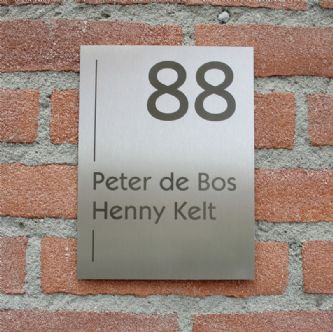 88
Peter de Bos
Henny Kelt